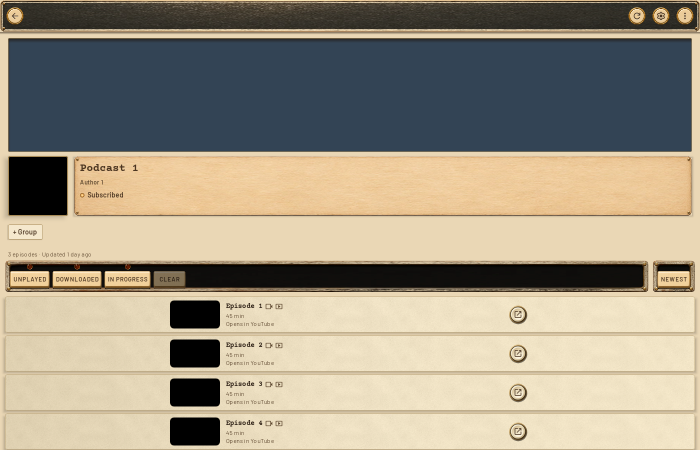 Podcast 1
Author 1
Subscribed
+ Group
3 episodes · Updated 1 day ago
UNPLAYED DOWNLOADED IN PROGRESS CLEAR NEWEST
Episode 1
45 min
Opens in YouTube
Episode 2
45 min
Opens in YouTube
Episode 3
45 min
Opens in YouTube
Episode 4
45 min
Opens in YouTube